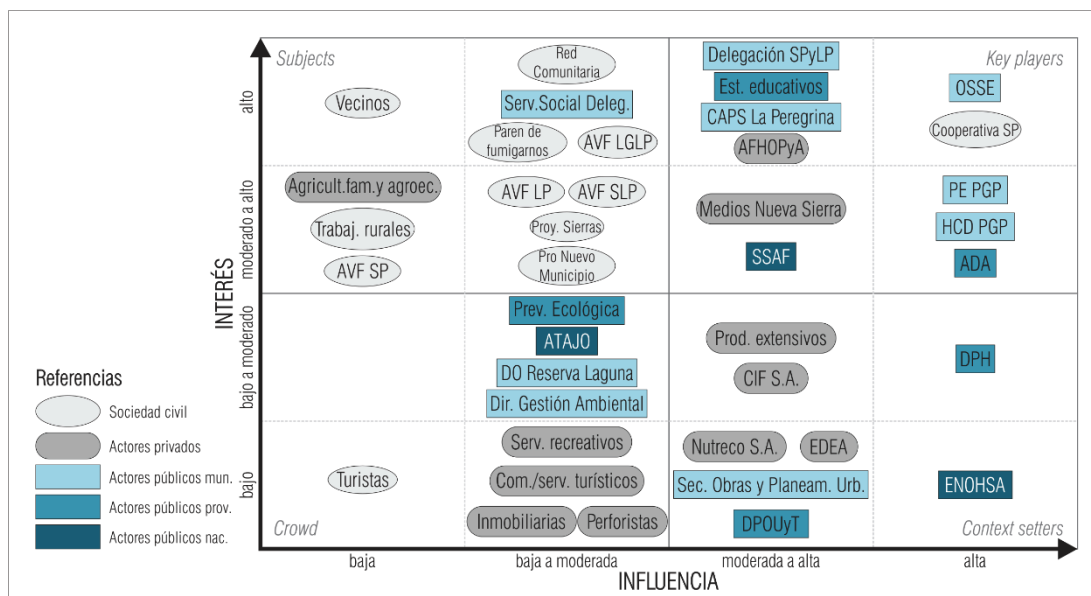 Subjects
Key players
Red
Comunitaria
Vecinos
Serv.Social Deleg.
Paren de
fumigarnos
AVF LGLP
Delegación SPyLP
Est. educativos
CAPS La Peregrina
AFHOPyA
OSSE
Cooperativa SP
Agricult.fam.y agroec.
Trabaj. rurales
AVF SP
AVF LP
AVF SLP
Proy. Sierras
Pro Nuevo
Municipio
Medios Nueva Sierra
SSAF
PE PGP
HCD PGP
ADA
Prev. Ecológica
ATAJO
DO Reserva Laguna
Dir. Gestión Ambiental
Prod. extensivos
CIF S.A.
DPH
Turistas
Serv. recreativos
Com./serv. turísticos
Inmobiliarias
Perforistas
Nutreco S.A.
EDEA
Sec. Obras y Planeam. Urb.
DPOUyT
ENOHSA
Crowd
Context setters
INTERÉS
alto
moderado a alto
bajo a moderado
bajo
baja
baja a moderada
moderada a alta
alta
INFLUENCIA
Referencias
Sociedad civil
Actores privados
Actores públicos mun.
Actores públicos prov.
Actores públicos nac.